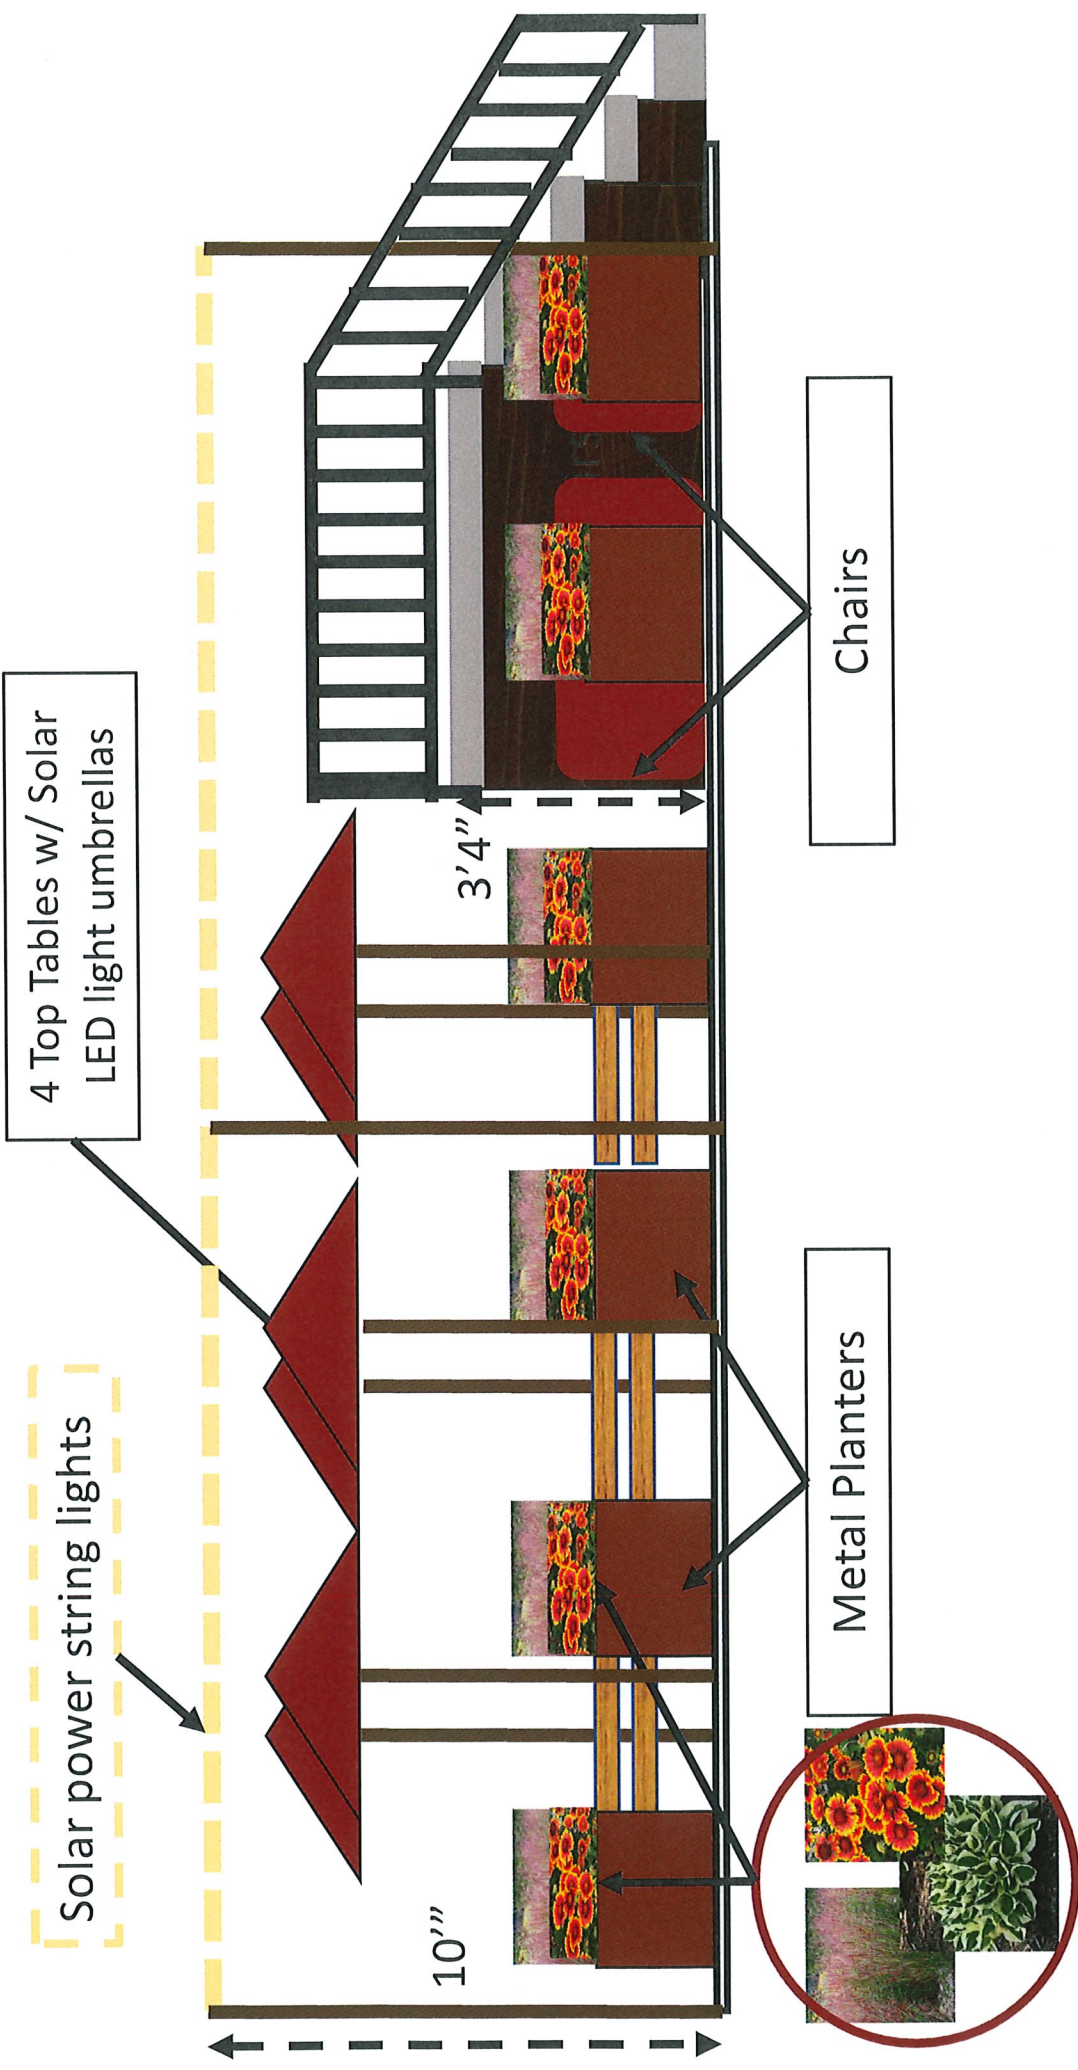 Solar power string lights
4 Top Tables w/ Solar
LED light umbrellas
10’”
3’4”
Metal Planters
Chairs